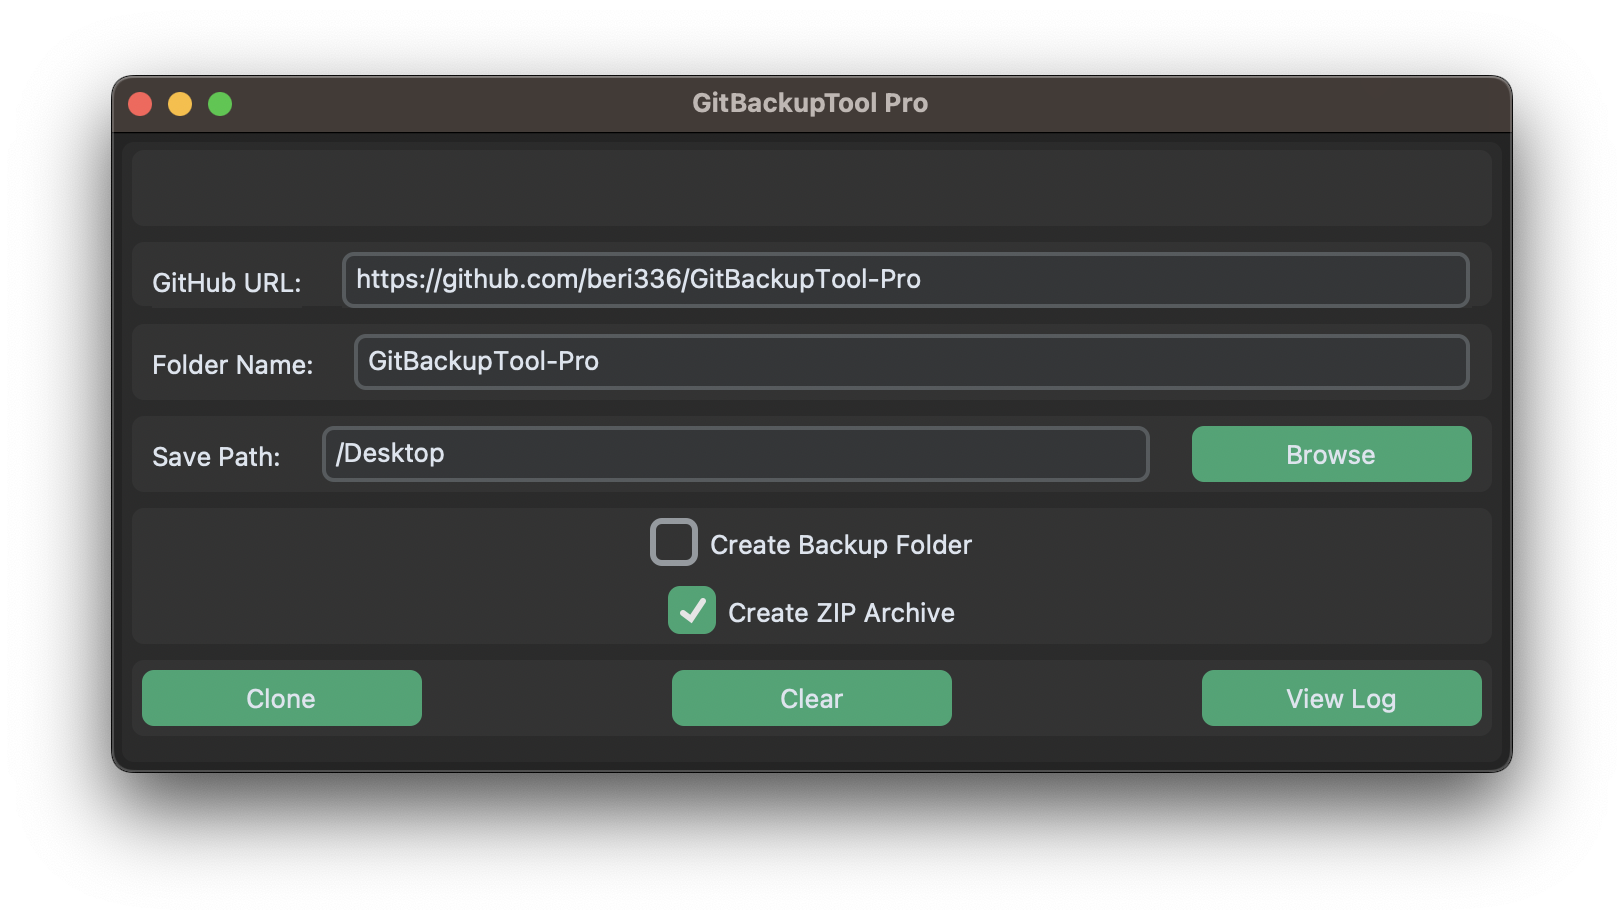 GitBackupTool Pro
GitHub URL: https://github.com/beri336/GitBackupTool-Pro
Folder Name: GitBackupTool-Pro
Save Path: /Desktop Browse
Create Backup Folder
Create ZIP Archive
Clone Clear View Log